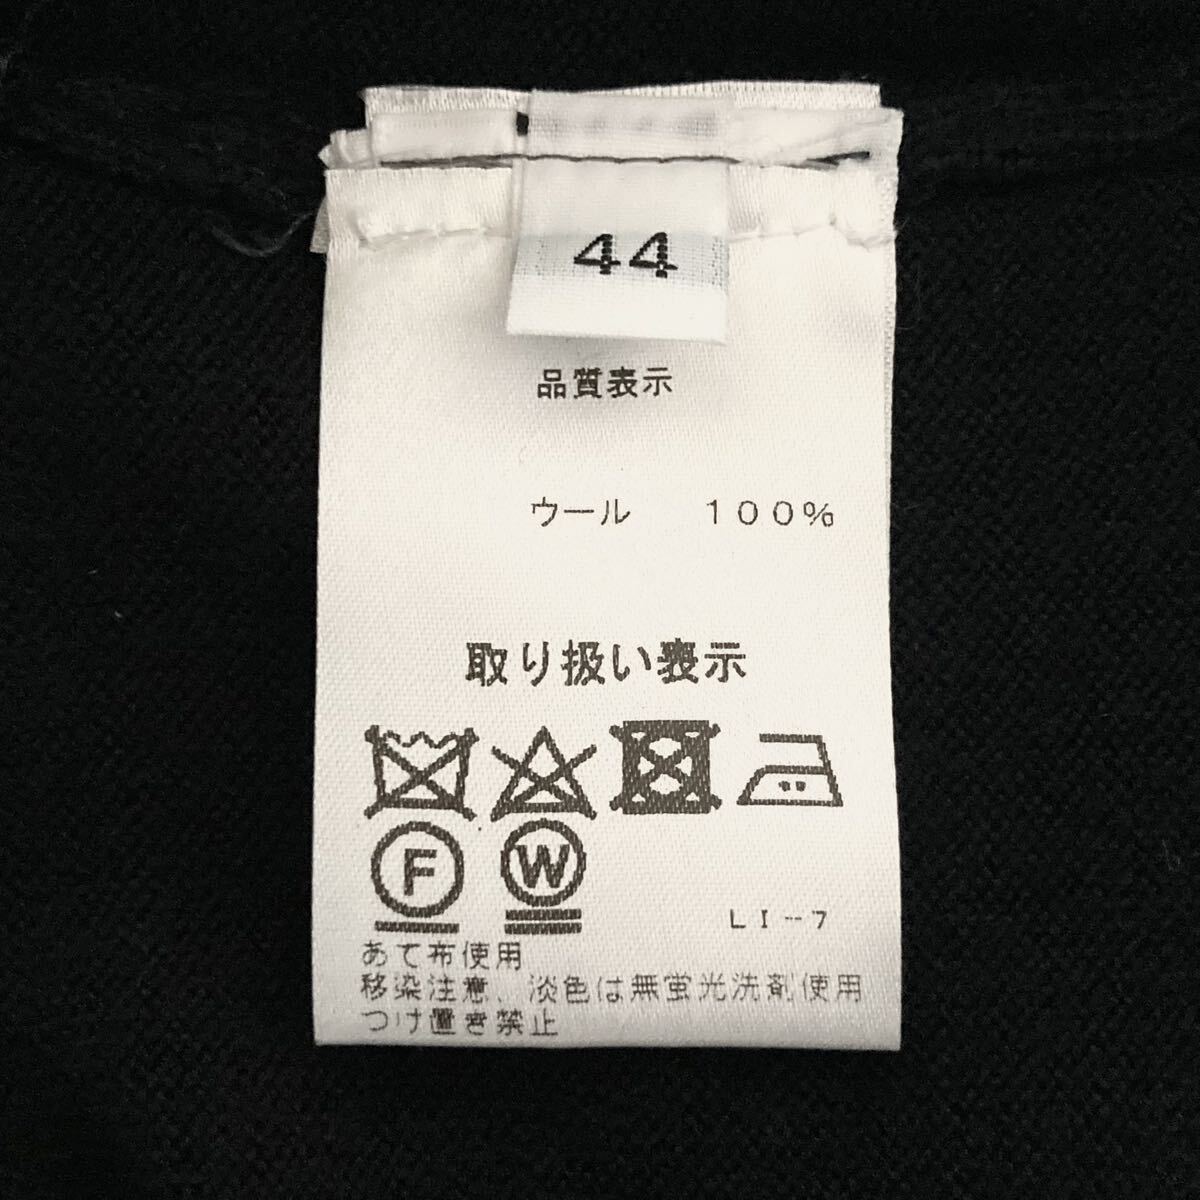 44
品質表示
ウール 100%
取り扱い表示
F W
LI-7
あて布使用
移染注意、淡色は無蛍光洗剤使用
つけ置き禁止